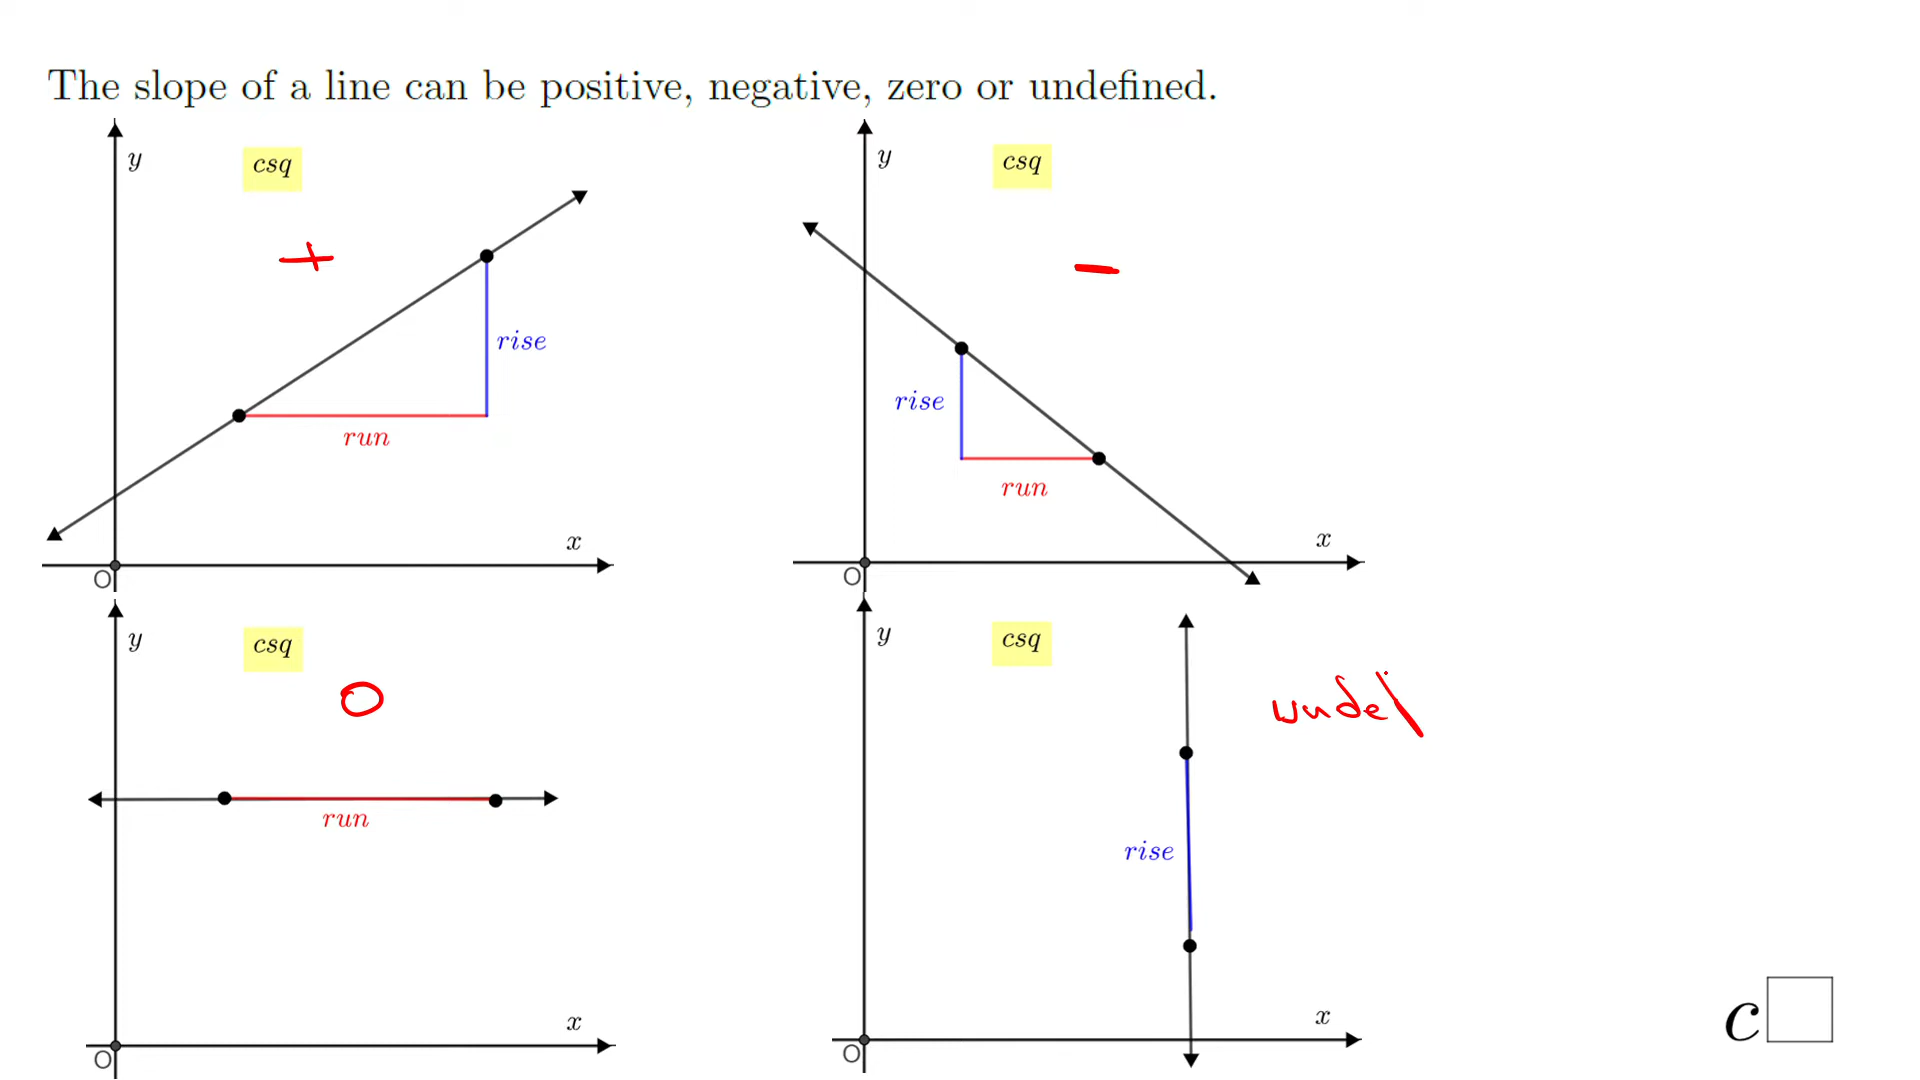 The slope of a line can be positive, negative, zero or undefined.
y
csq
+
rise
run
x
O
y
csq
-
rise
run
x
O
y
csq
O
run
x
O
y
csq
undef
rise
x
O
c